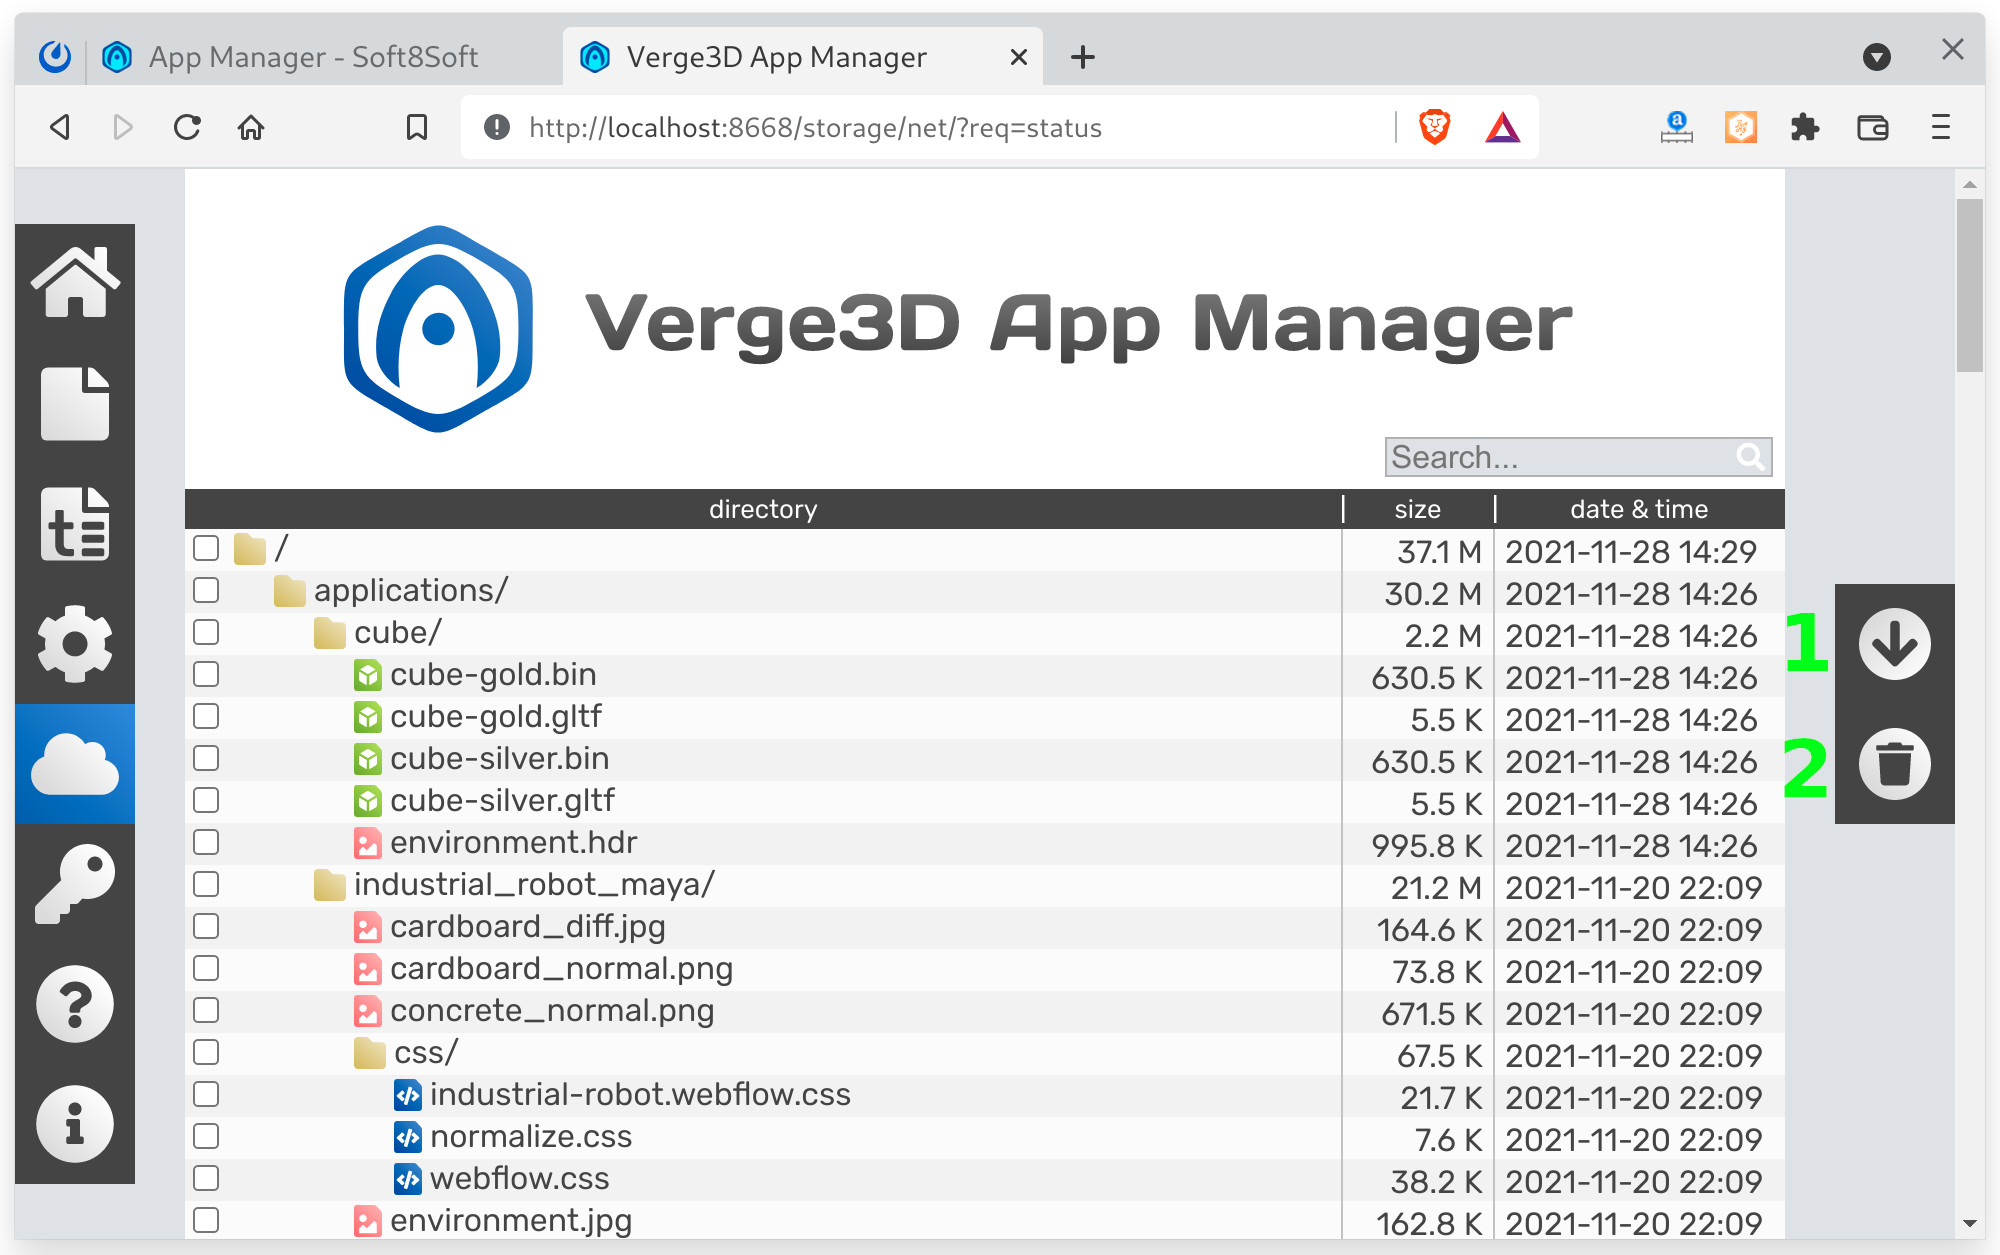 App Manager - Soft8Soft
Verge3D App Manager
http://localhost:8668/storage/net/?req=status
Verge3D App Manager
Search...
directory size date & time
/ 37.1 M 2021-11-28 14:29
applications/ 30.2 M 2021-11-28 14:26
cube/ 2.2 M 2021-11-28 14:26
cube-gold.bin 630.5 K 2021-11-28 14:26
cube-gold.gltf 5.5 K 2021-11-28 14:26
cube-silver.bin 630.5 K 2021-11-28 14:26
cube-silver.gltf 5.5 K 2021-11-28 14:26
environment.hdr 995.8 K 2021-11-28 14:26
industrial_robot_maya/ 21.2 M 2021-11-20 22:09
cardboard_diff.jpg 164.6 K 2021-11-20 22:09
cardboard_normal.png 73.8 K 2021-11-20 22:09
concrete_normal.png 671.5 K 2021-11-20 22:09
css/ 67.5 K 2021-11-20 22:09
industrial-robot.webflow.css 21.7 K 2021-11-20 22:09
normalize.css 7.6 K 2021-11-20 22:09
webflow.css 38.2 K 2021-11-20 22:09
environment.jpg 162.8 K 2021-11-20 22:09
1
2